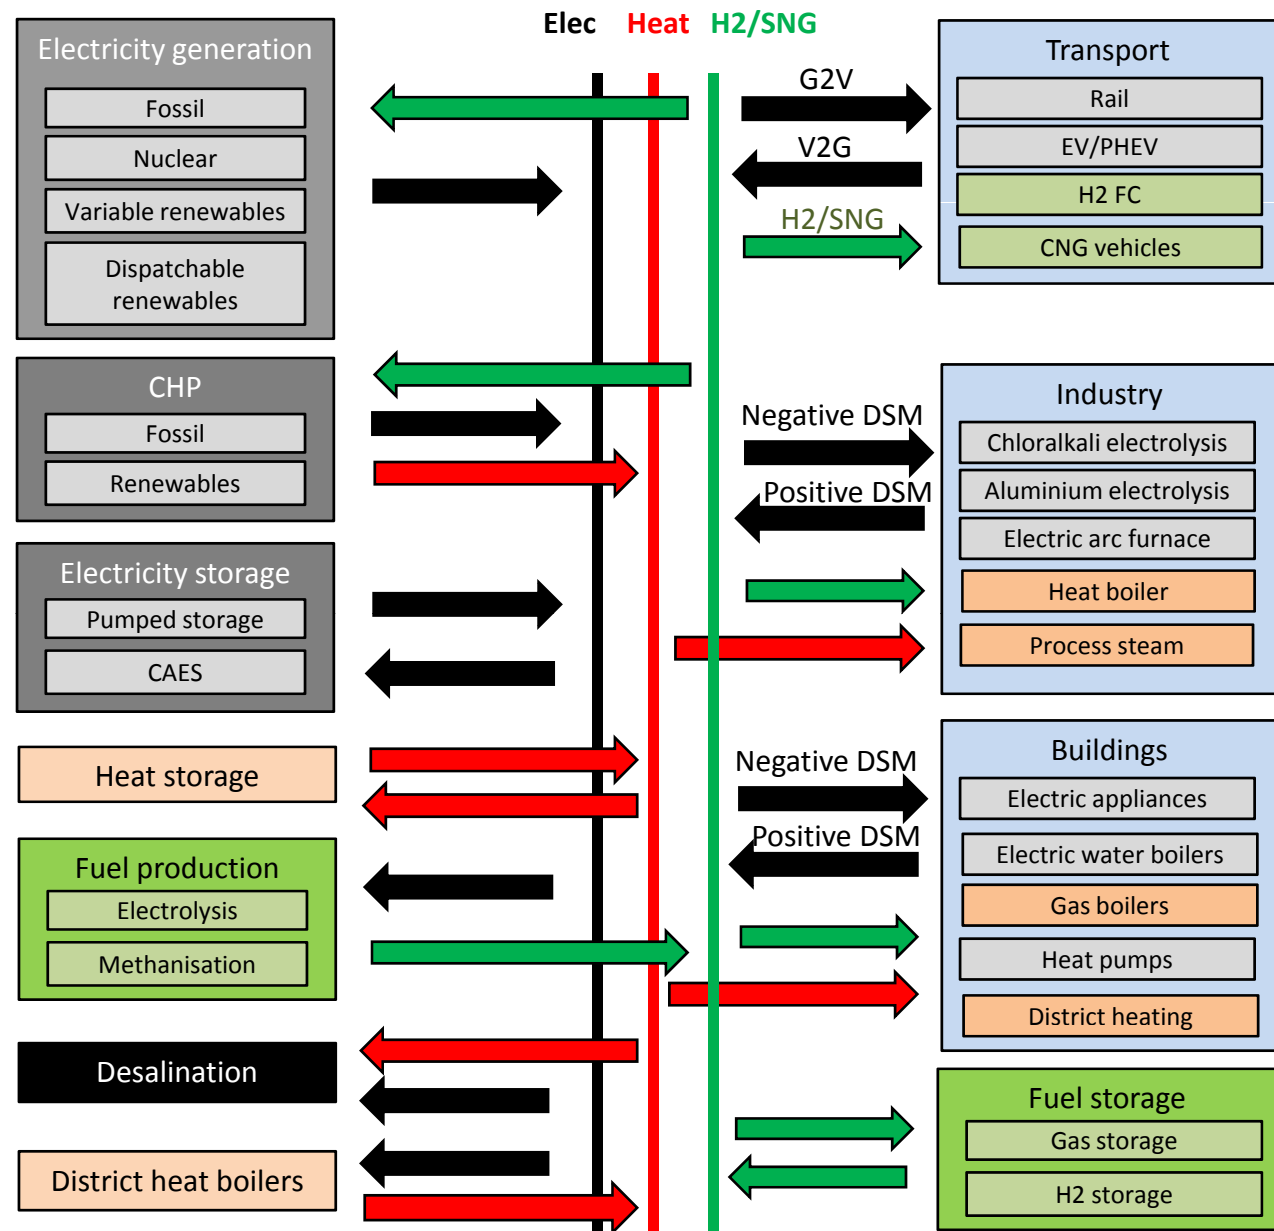 Elec Heat H2/SNG
Electricity generation
Fossil
Nuclear
Variable renewables
Dispatchable
renewables
CHP
Fossil
Renewables
Electricity storage
Pumped storage
CAES
Heat storage
Fuel production
Electrolysis
Methanisation
Desalination
District heat boilers
G2V
V2G
H2/SNG
Transport
Rail
EV/PHEV
H2 FC
CNG vehicles
Negative DSM
Positive DSM
Industry
Chloralkali electrolysis
Aluminium electrolysis
Electric arc furnace
Heat boiler
Process steam
Negative DSM
Positive DSM
Buildings
Electric appliances
Electric water boilers
Gas boilers
Heat pumps
District heating
Fuel storage
Gas storage
H2 storage